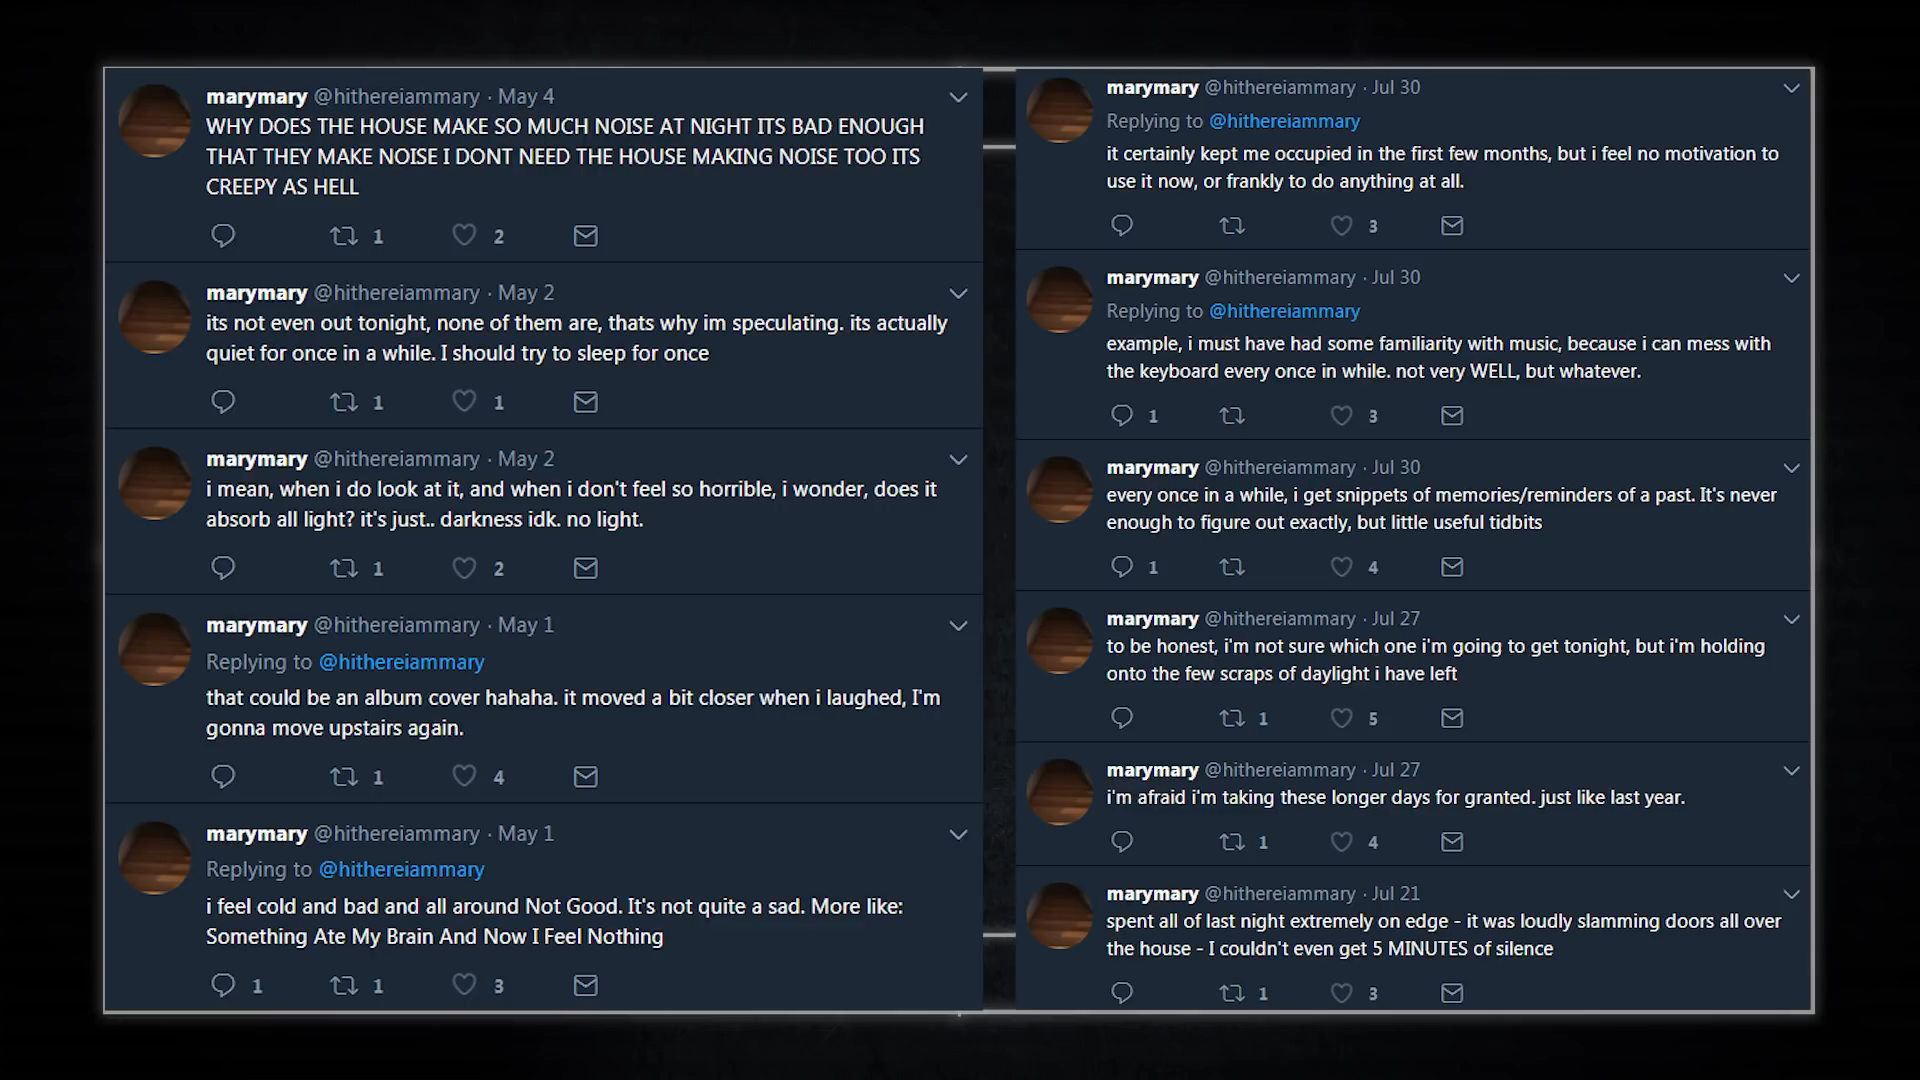 marymary @hithereiammary · May 4
WHY DOES THE HOUSE MAKE SO MUCH NOISE AT NIGHT ITS BAD ENOUGH
THAT THEY MAKE NOISE I DONT NEED THE HOUSE MAKING NOISE TOO ITS
CREEPY AS HELL
1 2
marymary @hithereiammary · May 2
its not even out tonight, none of them are, thats why im speculating. its actually
quiet for once in a while. I should try to sleep for once
1 1
marymary @hithereiammary · May 2
i mean, when i do look at it, and when i don't feel so horrible, i wonder, does it
absorb all light? it's just.. darkness idk. no light.
1 2
marymary @hithereiammary · May 1
Replying to @hithereiammary
that could be an album cover hahaha. it moved a bit closer when i laughed, I'm
gonna move upstairs again.
1 4
marymary @hithereiammary · May 1
Replying to @hithereiammary
i feel cold and bad and all around Not Good. It's not quite a sad. More like:
Something Ate My Brain And Now I Feel Nothing
1 1 3
marymary @hithereiammary · Jul 30
Replying to @hithereiammary
it certainly kept me occupied in the first few months, but i feel no motivation to
use it now, or frankly to do anything at all.
3
marymary @hithereiammary · Jul 30
Replying to @hithereiammary
example, i must have had some familiarity with music, because i can mess with
the keyboard every once in while. not very WELL, but whatever.
1 3
marymary @hithereiammary · Jul 30
every once in a while, i get snippets of memories/reminders of a past. It's never
enough to figure out exactly, but little useful tidbits
1 4
marymary @hithereiammary · Jul 27
to be honest, i'm not sure which one i'm going to get tonight, but i'm holding
onto the few scraps of daylight i have left
1 5
marymary @hithereiammary · Jul 27
i'm afraid i'm taking these longer days for granted. just like last year.
1 4
marymary @hithereiammary · Jul 21
spent all of last night extremely on edge - it was loudly slamming doors all over
the house - I couldn't even get 5 MINUTES of silence
1 3